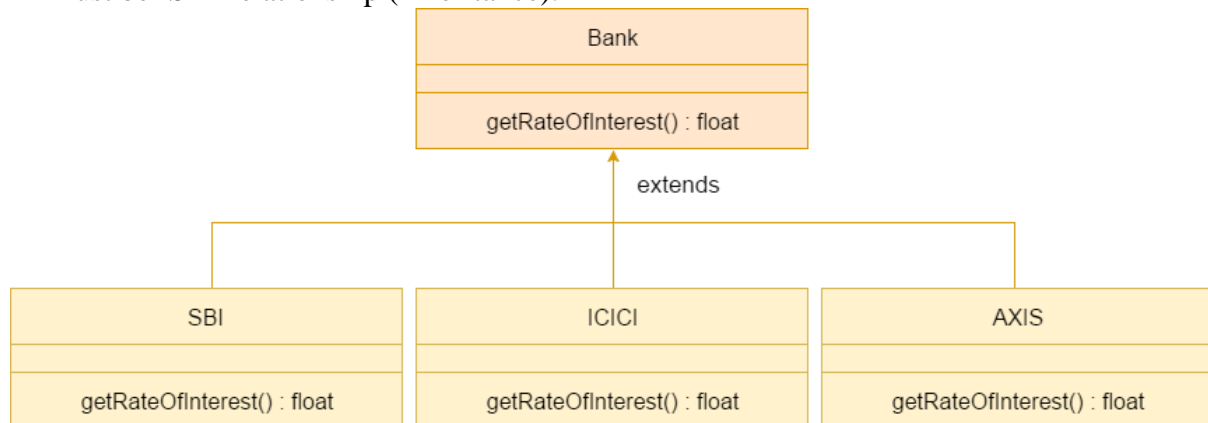 Bank
getRateOfInterest() : float
extends
SBI
ICICI
AXIS
getRateOfInterest() : float
getRateOfInterest() : float
getRateOfInterest() : float